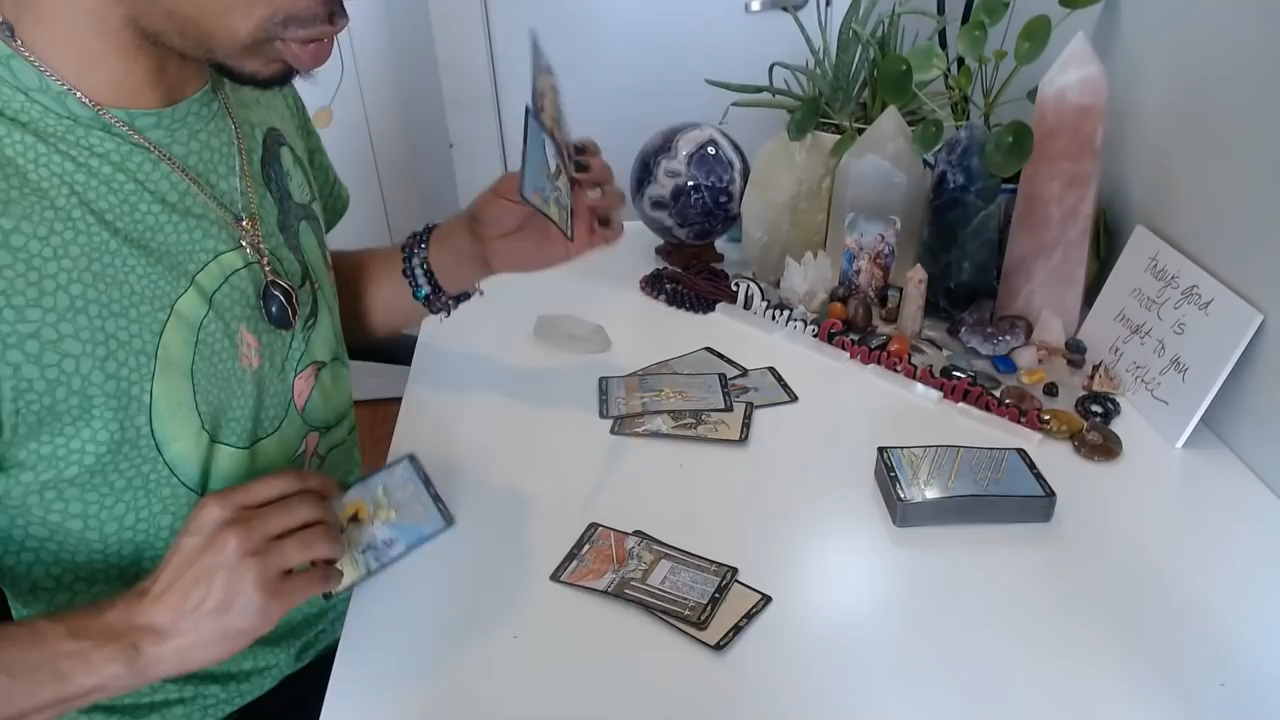 Divine
Conversations
today's good
mood is
brought to you
by coffee